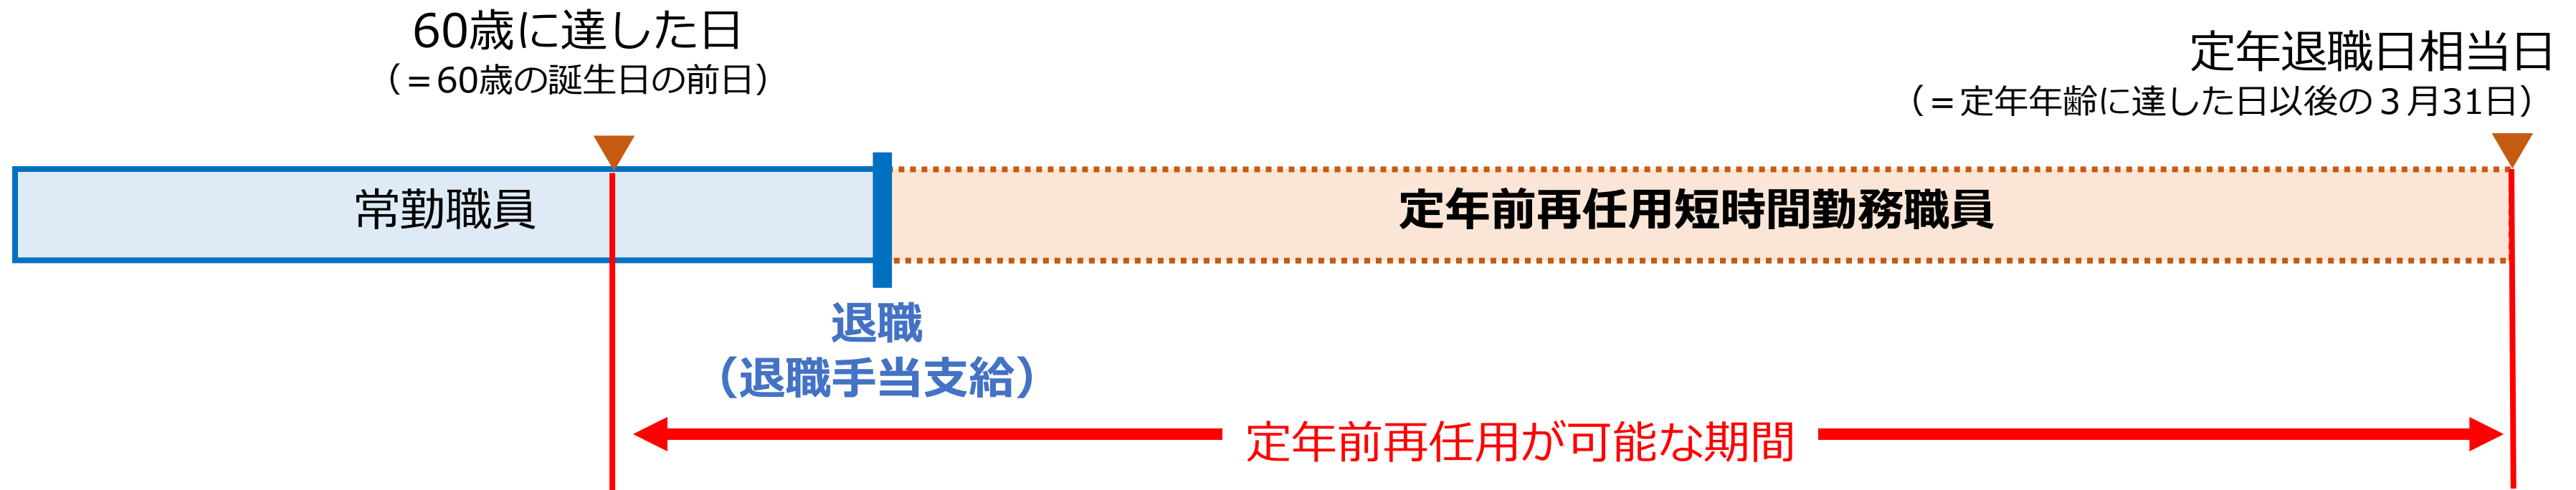 60歳に達した日
（＝60歳の誕生日の前日）
定年退職日相当日
（＝定年年齢に達した日以後の３月31日）
常勤職員
定年前再任用短時間勤務職員
退職
（退職手当支給）
定年前再任用が可能な期間